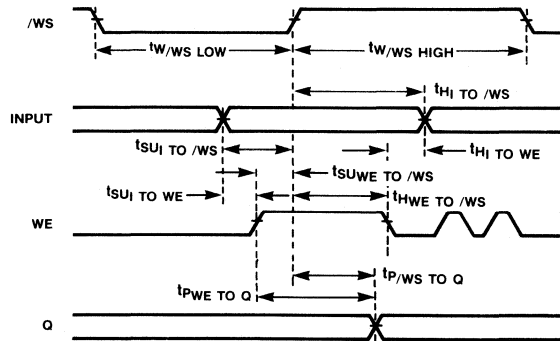 /WS
tW/WS LOW
tW/WS HIGH
tHI TO /WS
INPUT
tSUI TO /WS
tHI TO WE
tSUWE TO /WS
tSUI TO WE
tHWE TO /WS
WE
tP/WS TO Q
tPWE TO Q
Q